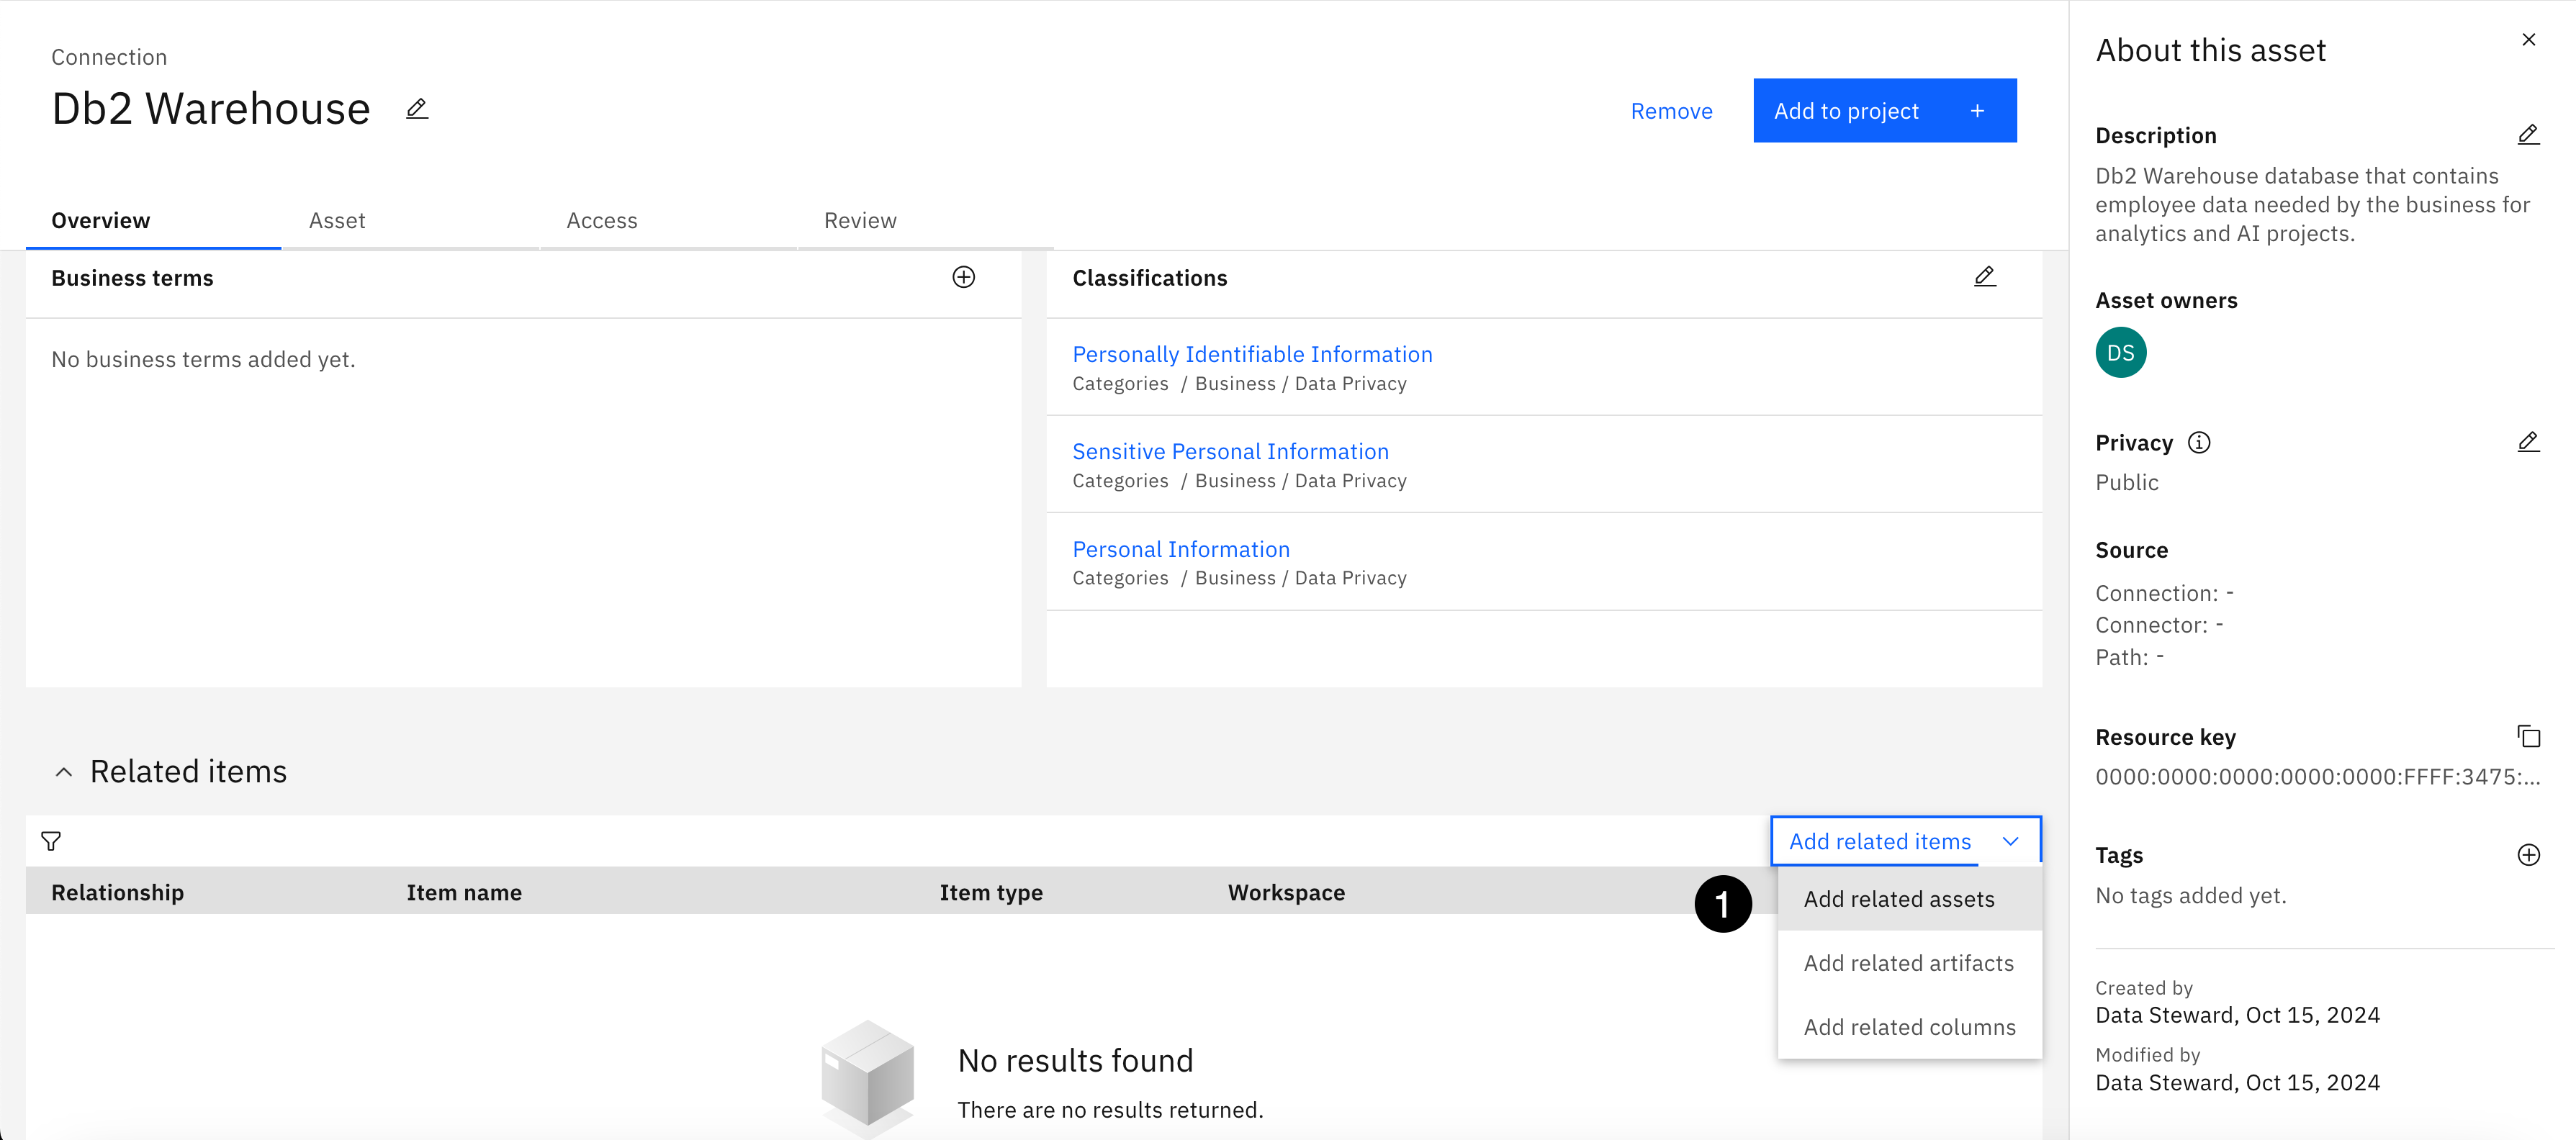 Connection
Db2 Warehouse
Remove
Add to project
Overview
Asset
Access
Review
Business terms
No business terms added yet.
Classifications
Personally Identifiable Information
Categories / Business / Data Privacy
Sensitive Personal Information
Categories / Business / Data Privacy
Personal Information
Categories / Business / Data Privacy
Related items
Add related items
Relationship
Item name
Item type
Workspace
1
Add related assets
Add related artifacts
Add related columns
No results found
There are no results returned.
About this asset
Description
Db2 Warehouse database that contains
employee data needed by the business for
analytics and AI projects.
Asset owners
DS
Privacy
Public
Source
Connection: -
Connector: -
Path: -
Resource key
0000:0000:0000:0000:0000:FFFF:3475:...
Tags
No tags added yet.
Created by
Data Steward, Oct 15, 2024
Modified by
Data Steward, Oct 15, 2024